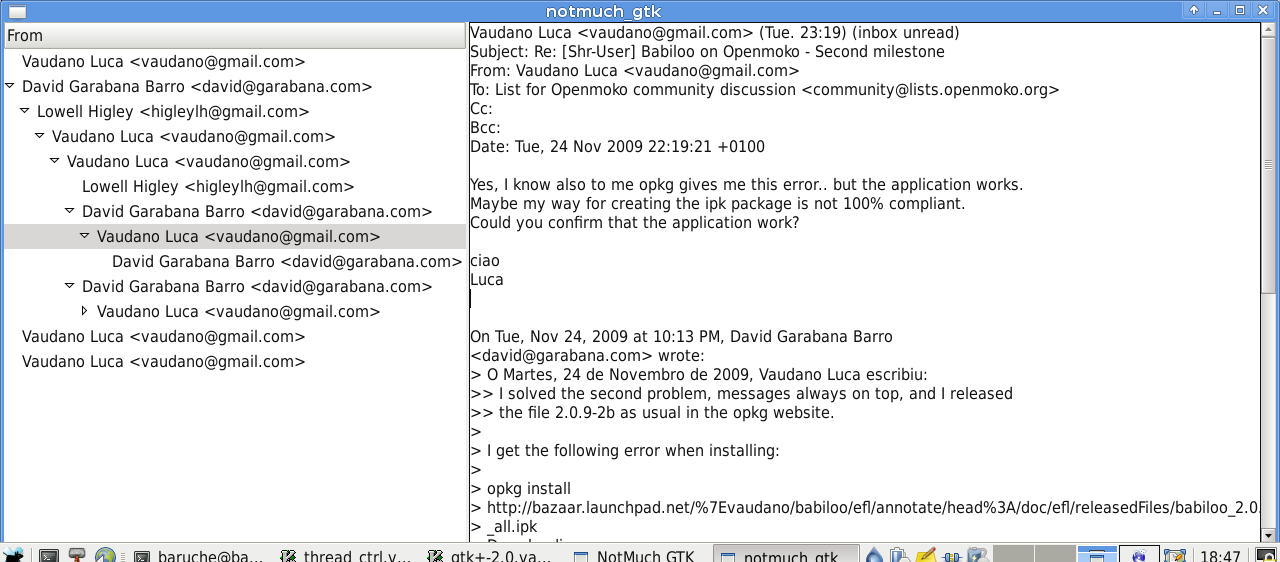 notmuch_gtk
From
Vaudano Luca <vaudano@gmail.com>
David Garabana Barro <david@garabana.com>
Lowell Higley <higleylh@gmail.com>
Vaudano Luca <vaudano@gmail.com>
Vaudano Luca <vaudano@gmail.com>
Lowell Higley <higleylh@gmail.com>
David Garabana Barro <david@garabana.com>
Vaudano Luca <vaudano@gmail.com>
David Garabana Barro <david@garabana.com>
David Garabana Barro <david@garabana.com>
Vaudano Luca <vaudano@gmail.com>
Vaudano Luca <vaudano@gmail.com>
Vaudano Luca <vaudano@gmail.com>
Vaudano Luca <vaudano@gmail.com> (Tue. 23:19) (inbox unread)
Subject: Re: [Shr-User] Babiloo on Openmoko - Second milestone
From: Vaudano Luca <vaudano@gmail.com>
To: List for Openmoko community discussion <community@lists.openmoko.org>
Cc:
Bcc:
Date: Tue, 24 Nov 2009 22:19:21 +0100
Yes, I know also to me opkg gives me this error.. but the application works.
Maybe my way for creating the ipk package is not 100% compliant.
Could you confirm that the application work?
ciao
Luca
On Tue, Nov 24, 2009 at 10:13 PM, David Garabana Barro
<david@garabana.com> wrote:
> O Martes, 24 de Novembro de 2009, Vaudano Luca escribiu:
>> I solved the second problem, messages always on top, and I released
>> the file 2.0.9-2b as usual in the opkg website.
>
> I get the following error when installing:
>
> opkg install
> http://bazaar.launchpad.net/%7Evaudano/babiloo/efl/annotate/head%3A/doc/efl/releasedFiles/babiloo_2.0.
> _all.ipk
baruche@ba... thread_ctrl.v... gtk+-2.0.va... NotMuch GTK notmuch_gtk 18:47